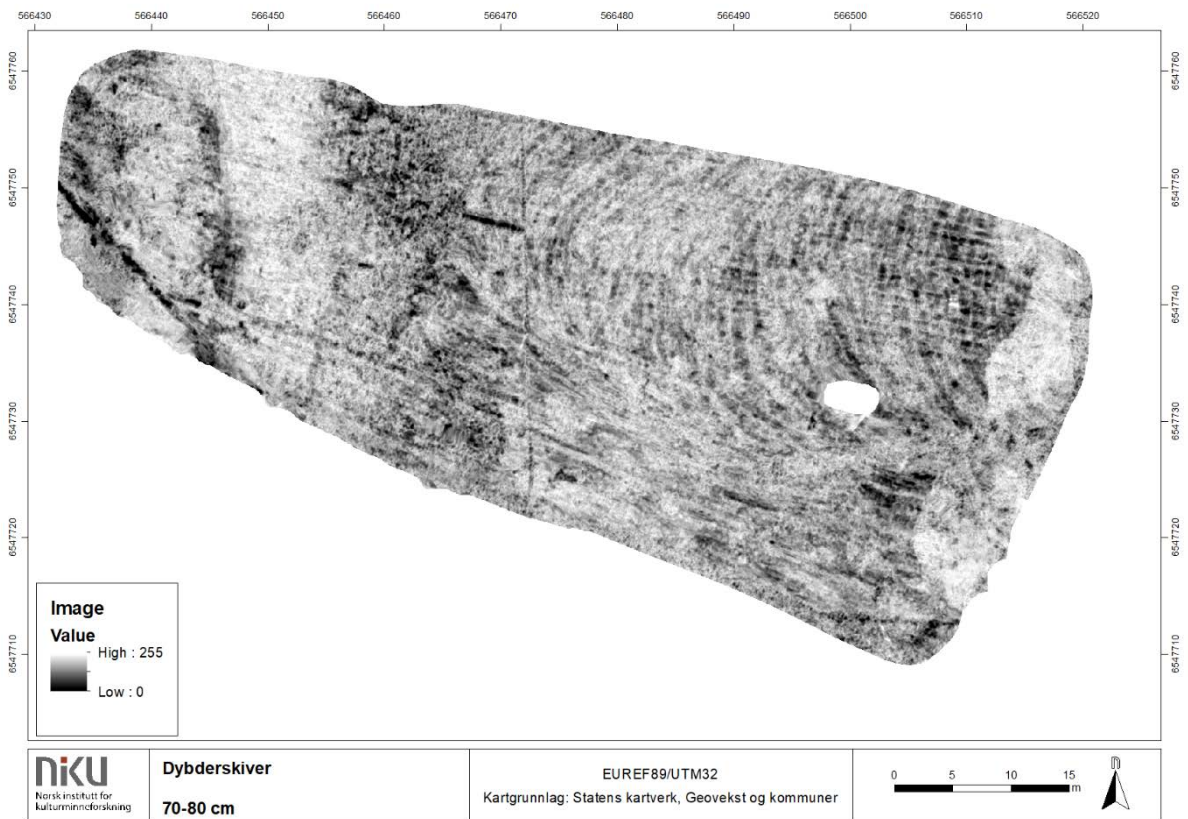 566430 566440 566450 566460 566470 566480 566490 566500 566510 566520
6547760 6547760
6547750 6547750
6547740 6547740
6547730 6547730
6547720 6547720
6547710 6547710
Image
Value
High : 255
Low : 0
niku
Norsk institutt for
kulturminneforskning
Dybderskiver
70-80 cm
EUREF89/UTM32
Kartgrunnlag: Statens kartverk, Geovekst og kommuner
0 5 10 15
m
n